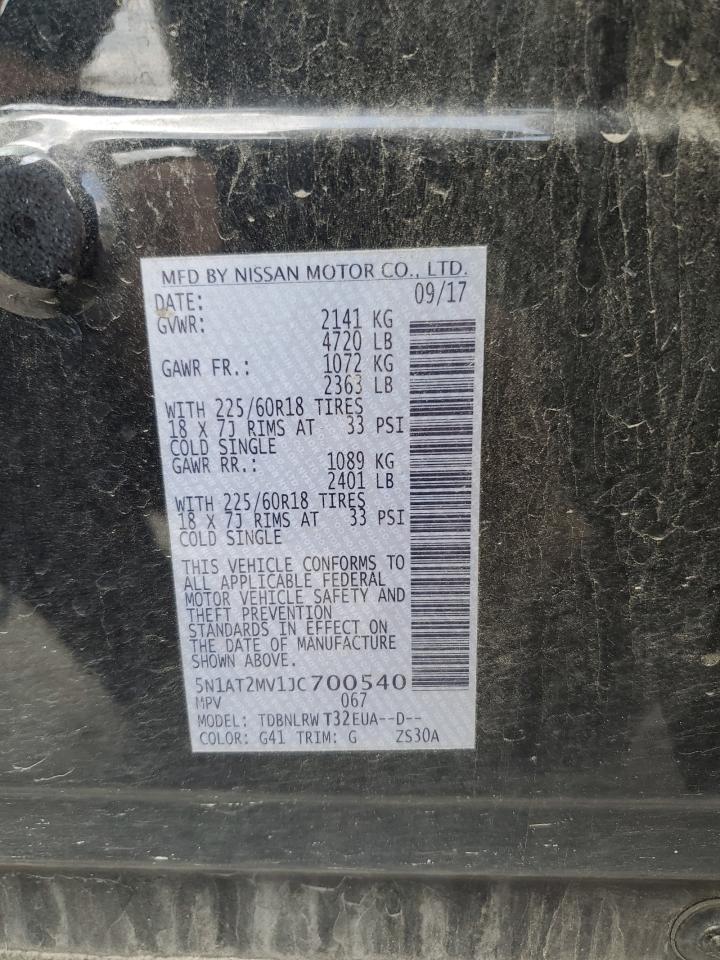 MFD BY NISSAN MOTOR CO., LTD.
DATE: 09/17
GVWR: 2141 KG
4720 LB
GAWR FR.: 1072 KG
2363 LB
WITH 225/60R18 TIRES
18 X 7J RIMS AT 33 PSI
COLD SINGLE
GAWR RR.: 1089 KG
2401 LB
WITH 225/60R18 TIRES
18 X 7J RIMS AT 33 PSI
COLD SINGLE
THIS VEHICLE CONFORMS TO
ALL APPLICABLE FEDERAL
MOTOR VEHICLE SAFETY AND
THEFT PREVENTION
STANDARDS IN EFFECT ON
THE DATE OF MANUFACTURE
SHOWN ABOVE.
5N1AT2MV1JC700540
MPV 067
MODEL: TDBNLRW T32EUA--D--
COLOR: G41 TRIM: G ZS30A